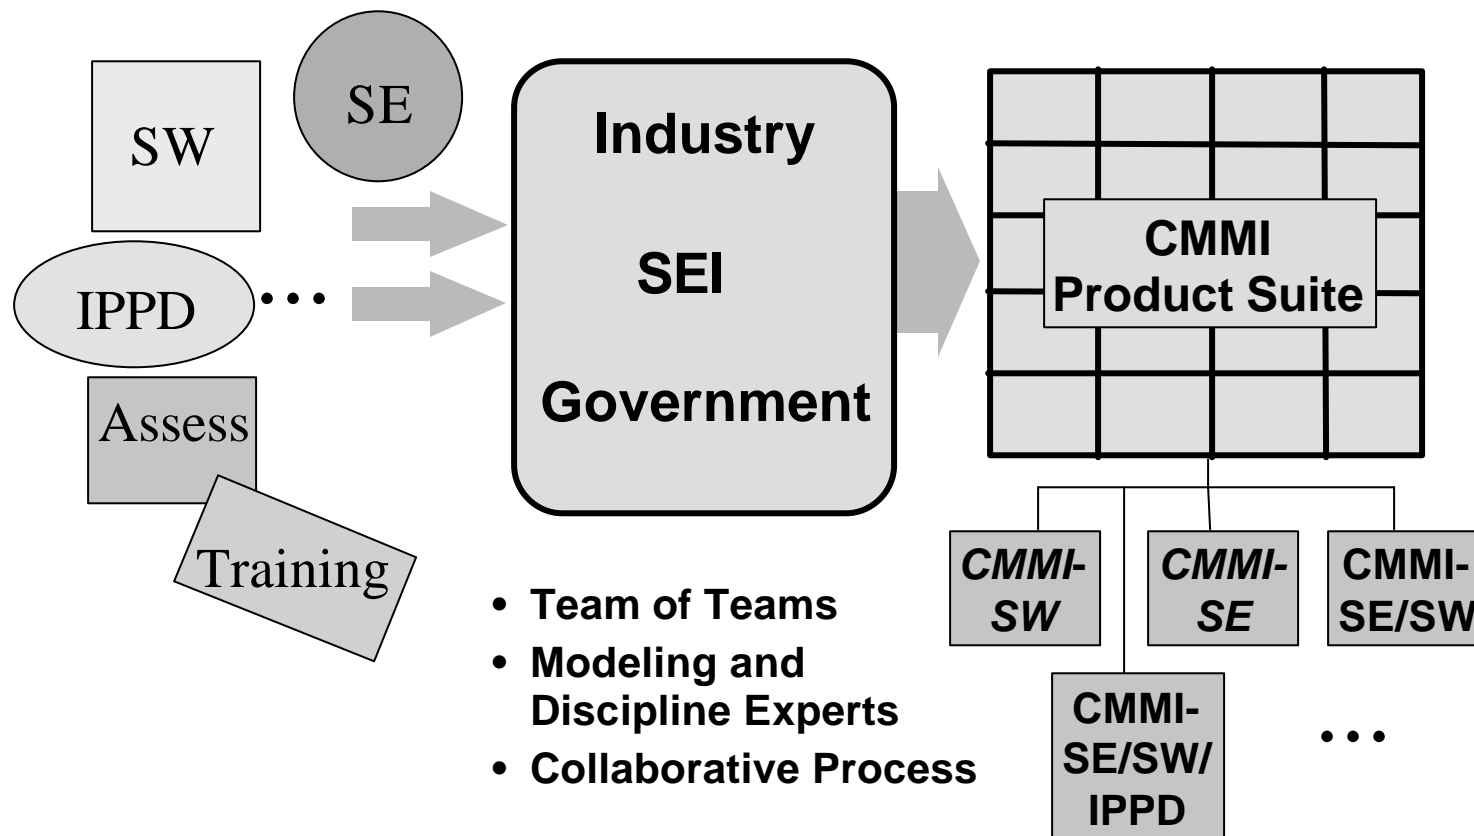 SW
SE
IPPD
...
Assess
Training
Industry
SEI
Government
• Team of Teams
• Modeling and
Discipline Experts
• Collaborative Process
CMMI
Product Suite
CMMI-
SW
CMMI-
SE
CMMI-
SE/SW
CMMI-
SE/SW/
IPPD
...